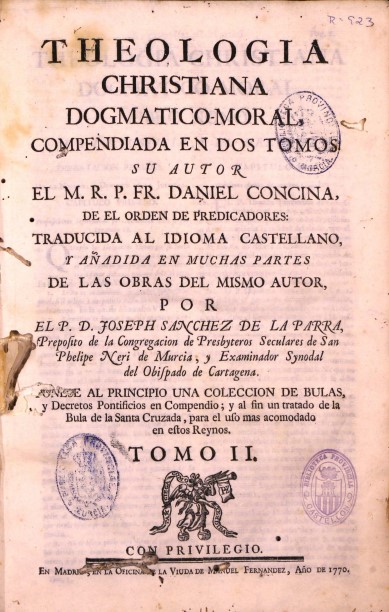 R-923
THEOLOGIA
CHRISTIANA
DOGMATICO-MORAL,
COMPENDIADA EN DOS TOMOS
SU AUTOR
EL M. R. P. FR. DANIEL CONCINA,
DE EL ORDEN DE PREDICADORES:
TRADUCIDA AL IDIOMA CASTELLANO,
Y AÑADIDA EN MUCHAS PARTES
DE LAS OBRAS DEL MISMO AUTOR,
POR
EL P. D. JOSEPH SANCHEZ DE LA PARRA,
Preposito de la Congregacion de Presbyteros Seculares de San
Phelipe Neri de Murcia, y Examinador Synodal
del Obispado de Cartagena.
AL PRINCIPIO UNA COLECCION DE BULAS,
y Decretos Pontificios en Compendio; y al fin un tratado de la
Bula de la Santa Cruzada, para el uso mas acomodado
en estos Reynos.
TOMO II.
CON PRIVILEGIO.
EN MADRID, EN LA OFICINA DE LA VIUDA DE MANUEL FERNANDEZ, Año DE 1770.